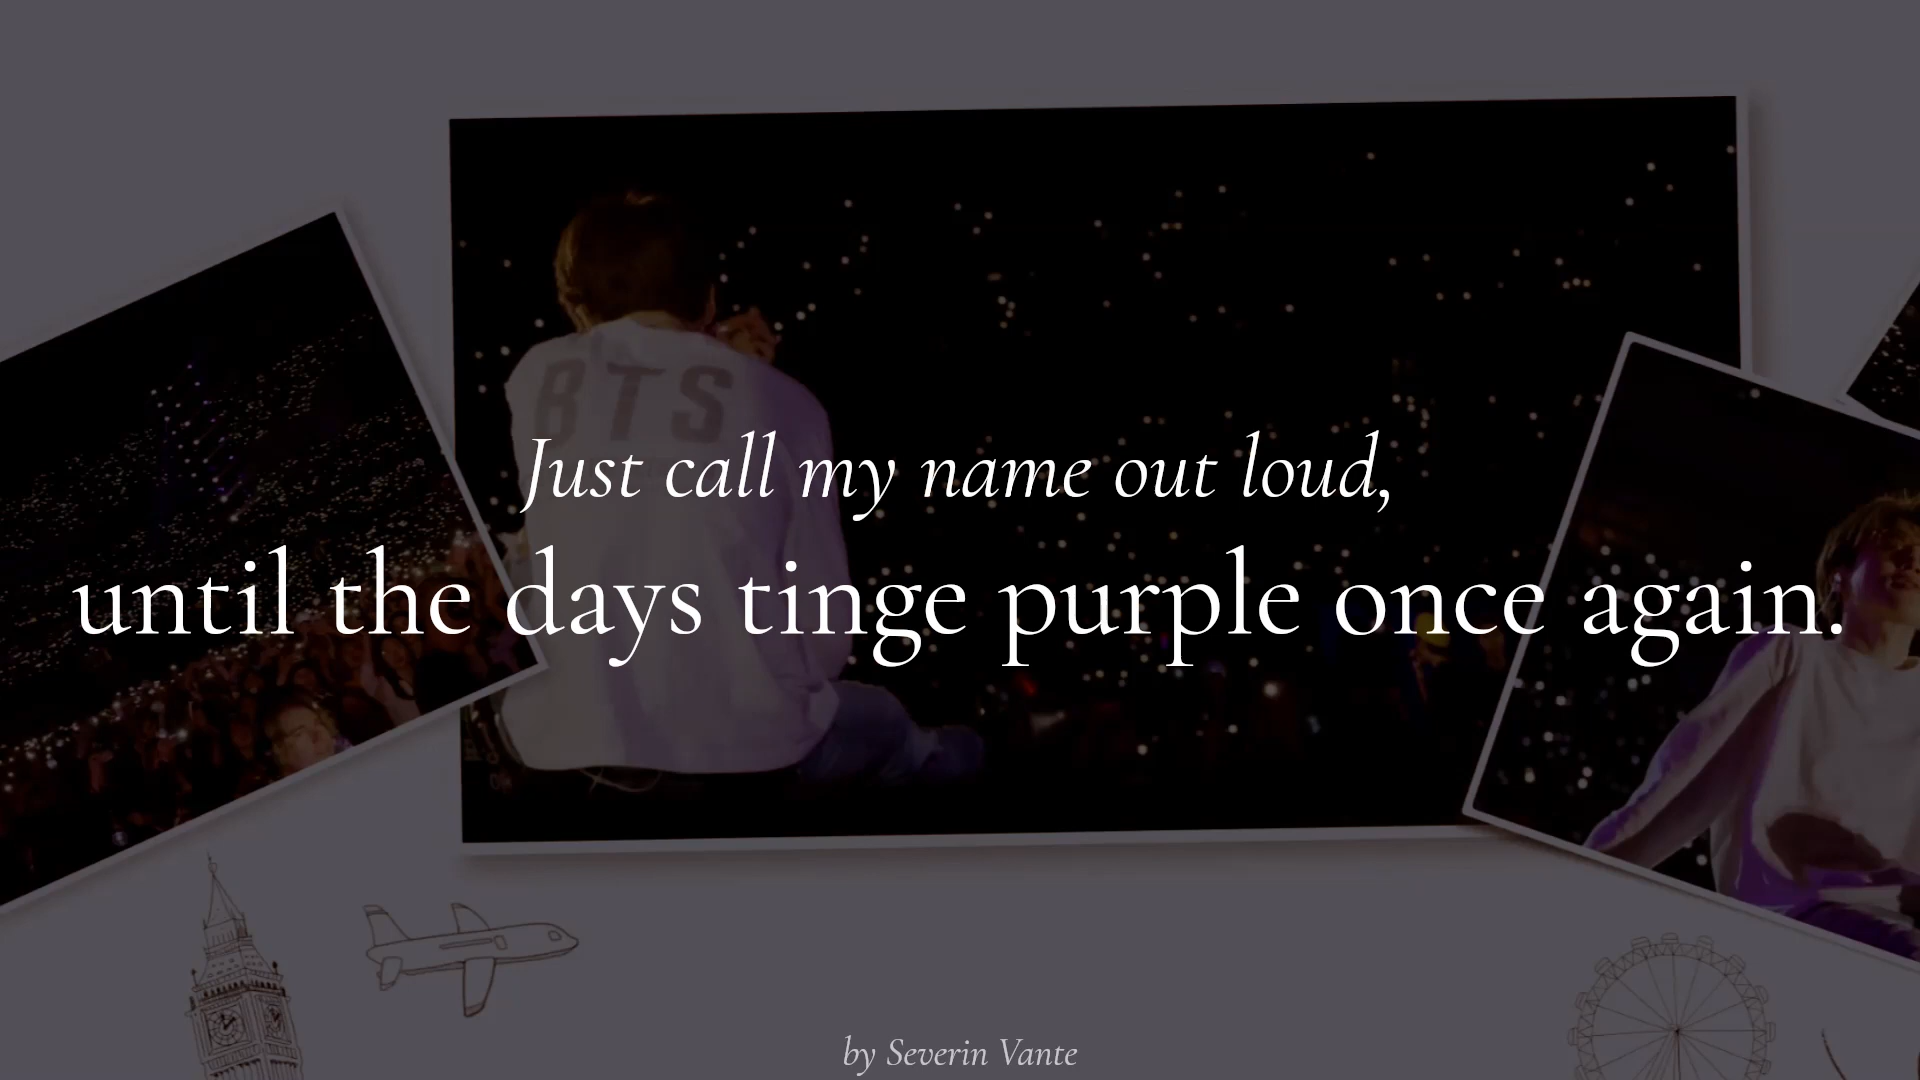 BTS
Just call my name out loud,
until the days tinge purple once again.
by Severin Vante